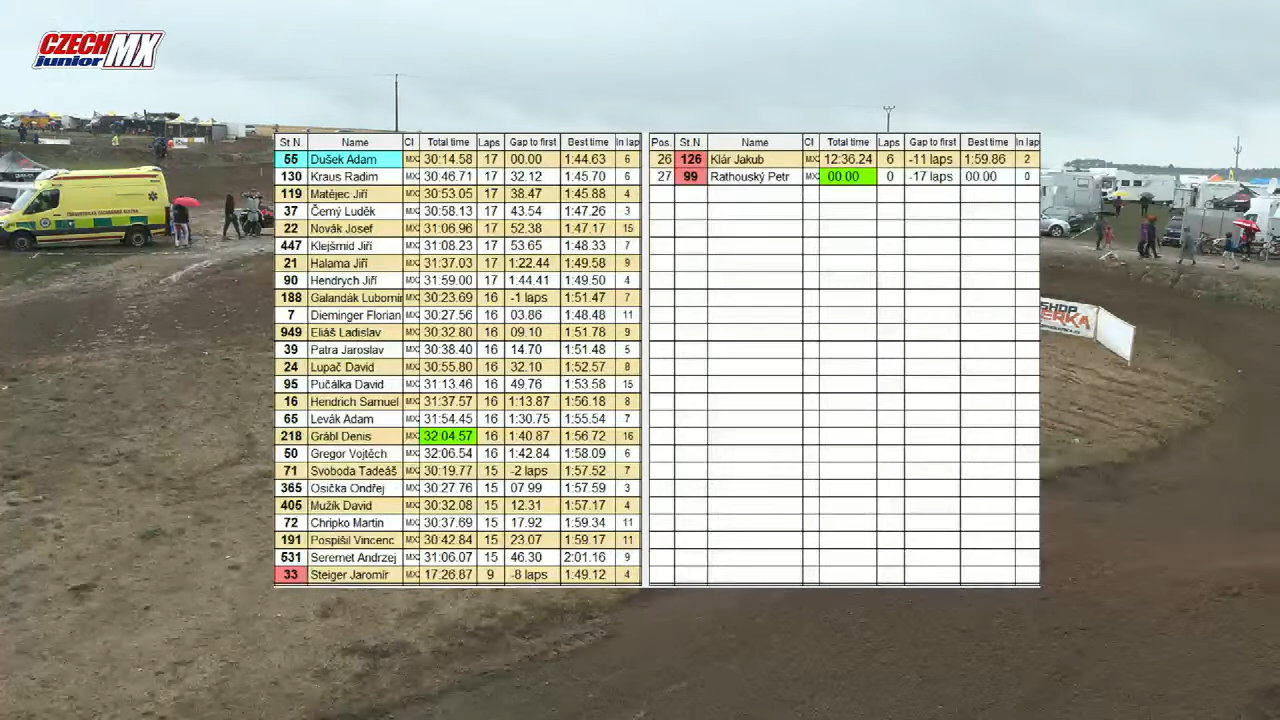 CZECH MX
junior
ZDRAVOTNICKÁ ZÁCHRANNÁ SLUŽBA
SHOP
ERKA
St N. Name Cl Total time Laps Gap to first Best time In lap
55 Dušek Adam MX 30:14.58 17 00.00 1:44.63 6
130 Kraus Radim MX 30:46.71 17 32.12 1:45.70 6
119 Matějec Jiří MX 30:53.05 17 38.47 1:45.88 4
37 Černý Luděk MX 30:58.13 17 43.54 1:47.26 3
22 Novák Josef MX 31:06.96 17 52.38 1:47.17 15
447 Klejšmíd Jiří MX 31:08.23 17 53.65 1:48.33 7
21 Halama Jiří MX 31:37.03 17 1:22.44 1:49.58 9
90 Hendrych Jiří MX 31:59.00 17 1:44.41 1:49.50 4
188 Galandák Lubomír MX 30:23.69 16 -1 laps 1:51.47 7
7 Dieminger Florian MX 30:27.56 16 03.86 1:48.48 11
949 Eliáš Ladislav MX 30:32.80 16 09.10 1:51.78 9
39 Patra Jaroslav MX 30:38.40 16 14.70 1:51.48 5
24 Lupač David MX 30:55.80 16 32.10 1:52.57 8
95 Pučálka David MX 31:13.46 16 49.76 1:53.58 15
16 Hendrich Samuel MX 31:37.57 16 1:13.87 1:56.18 8
65 Levák Adam MX 31:54.45 16 1:30.75 1:55.54 7
218 Grábl Denis MX 32:04.57 16 1:40.87 1:56.72 16
50 Gregor Vojtěch MX 32:06.54 16 1:42.84 1:58.09 6
71 Svoboda Tadeáš MX 30:19.77 15 -2 laps 1:57.52 7
365 Osička Ondřej MX 30:27.76 15 07.99 1:57.59 3
405 Mužík David MX 30:32.08 15 12.31 1:57.17 4
72 Chripko Martin MX 30:37.69 15 17.92 1:59.34 11
191 Pospíšil Vincenc MX 30:42.84 15 23.07 1:59.17 11
531 Seremet Andrzej MX 31:06.07 15 46.30 2:01.16 9
33 Steiger Jaromír MX 17:26.87 9 -8 laps 1:49.12 4
Pos. St.N. Name Cl Total time Laps Gap to first Best time In lap
26 126 Klár Jakub MX 12:36.24 6 -11 laps 1:59.86 2
27 99 Rathouský Petr MX 00.00 0 -17 laps 00.00 0